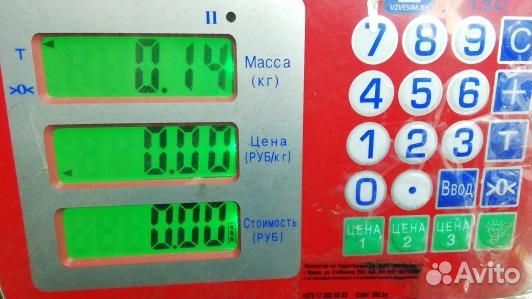 VZVESIM.BY
150
II
0.14
Масса
(кг)
T
>0<
0.00
Цена
(РУБ/кг)
0.00
Стоимость
(РУБ)
7 8 9 C
4 5 6 +
1 2 3 T
0 • Ввод >0<
ЦЕНА 1 ЦЕНА 2 ЦЕНА 3
Avito